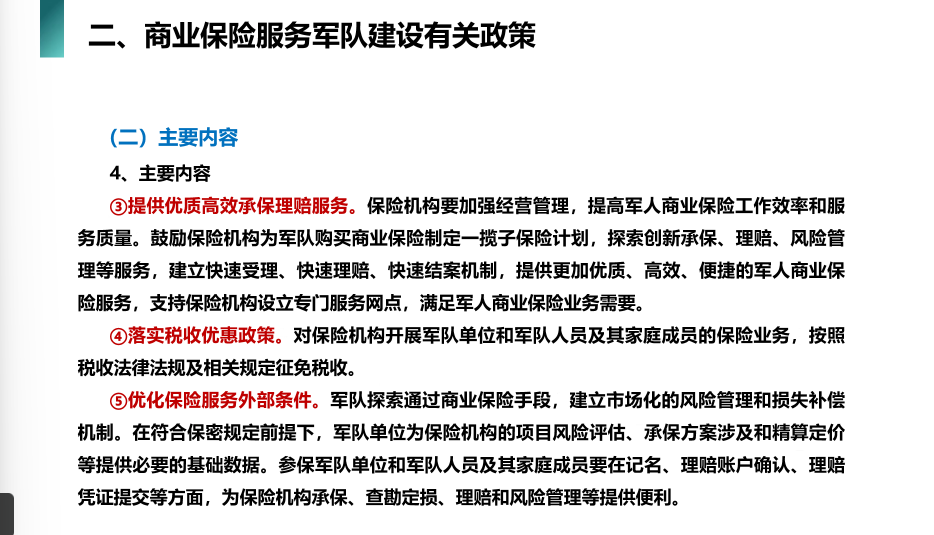 二、商业保险服务军队建设有关政策
（二）主要内容
4、主要内容
③提供优质高效承保理赔服务。保险机构要加强经营管理，提高军人商业保险工作效率和服
务质量。鼓励保险机构为军队购买商业保险制定一揽子保险计划，探索创新承保、理赔、风险管
理等服务，建立快速受理、快速理赔、快速结案机制，提供更加优质、高效、便捷的军人商业保
险服务，支持保险机构设立专门服务网点，满足军人商业保险业务需要。
④落实税收优惠政策。对保险机构开展军队单位和军队人员及其家庭成员的保险业务，按照
税收法律法规及相关规定征免税收。
⑤优化保险服务外部条件。军队探索通过商业保险手段，建立市场化的风险管理和损失补偿
机制。在符合保密规定前提下，军队单位为保险机构的项目风险评估、承保方案涉及和精算定价
等提供必要的基础数据。参保军队单位和军队人员及其家庭成员要在记名、理赔账户确认、理赔
凭证提交等方面，为保险机构承保、查勘定损、理赔和风险管理等提供便利。